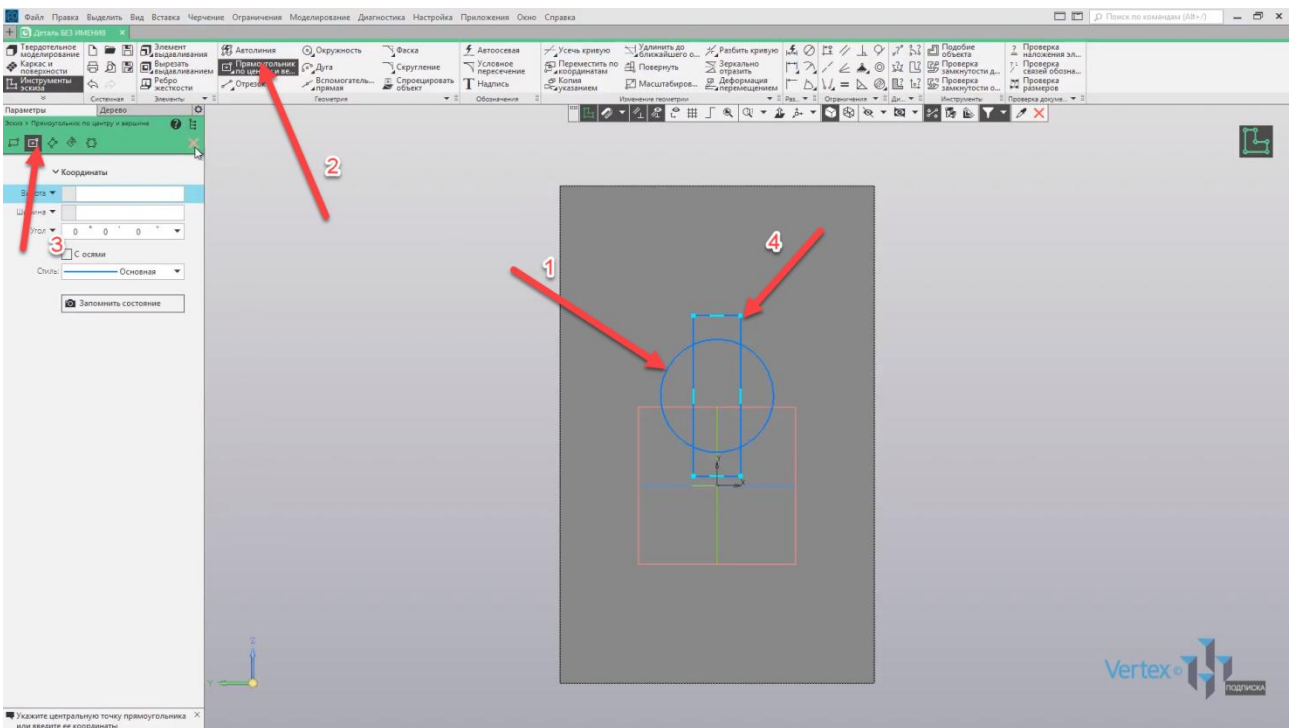 Файл Правка Выделить Вид Вставка Черчение Ограничения Моделирование Диагностика Настройка Приложения Окно Справка
Поиск по командам (Alt+/)
Деталь БЕЗ ИМЕНИ
Твердотельное моделирование
Каркас и поверхности
Инструменты эскиза
Системная
Элемент выдавливания
Вырезать выдавливанием
Ребро жесткости
Элементы
Автолиния
Прямоугольник по центру и ве...
Отрезок
Окружность
Дуга
Вспомогатель... прямая
Фаска
Скругление
Спроецировать объект
Геометрия
Автоосевая
Условное пересечение
Надпись
Обозначения
Усечь кривую
Переместить по координатам
Копия указанием
Удлинить до ближайшего о...
Повернуть
Масштабиров...
Разбить кривую
Зеркально отразить
Деформация перемещением
Изменение геометрии
Раз...
Ограничения
Ди...
Подобие объекта
Проверка замкнутости д...
Проверка замкнутости о...
Инструменты
Проверка наложения эл...
Проверка связей обозна...
Проверка размеров
Проверка докуме...
Параметры
Дерево
Эскиз > Прямоугольник по центру и вершине
Координаты
Угол 0 ° 0 ' 0 "
С осями
Стиль: Основная
Запомнить состояние
1
2
3
4
Y
X
Z
Y
Vertex ©
подписка
Укажите центральную точку прямоугольника
или введите ее координаты